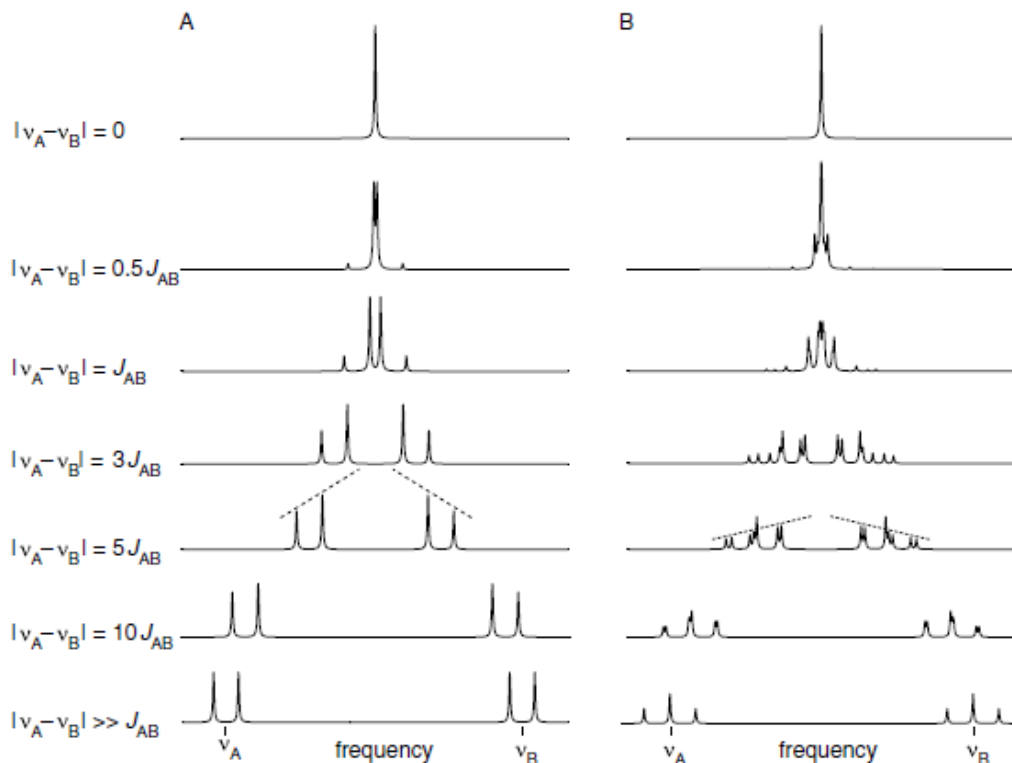 A B
|νA−νB| = 0
|νA−νB| = 0.5 JAB
|νA−νB| = JAB
|νA−νB| = 3 JAB
|νA−νB| = 5 JAB
|νA−νB| = 10 JAB
|νA−νB| >> JAB
νA frequency νB νA frequency νB